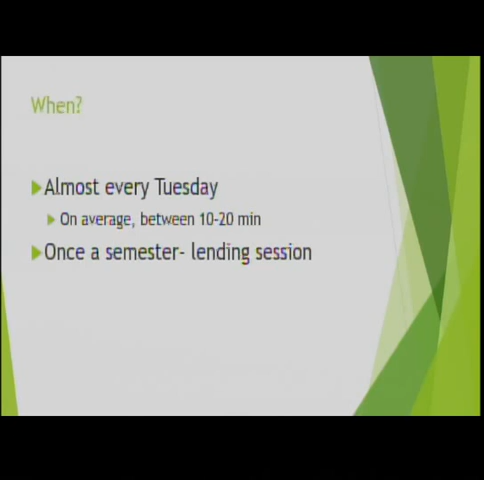 When?
Almost every Tuesday
On average, between 10-20 min
Once a semester- lending session